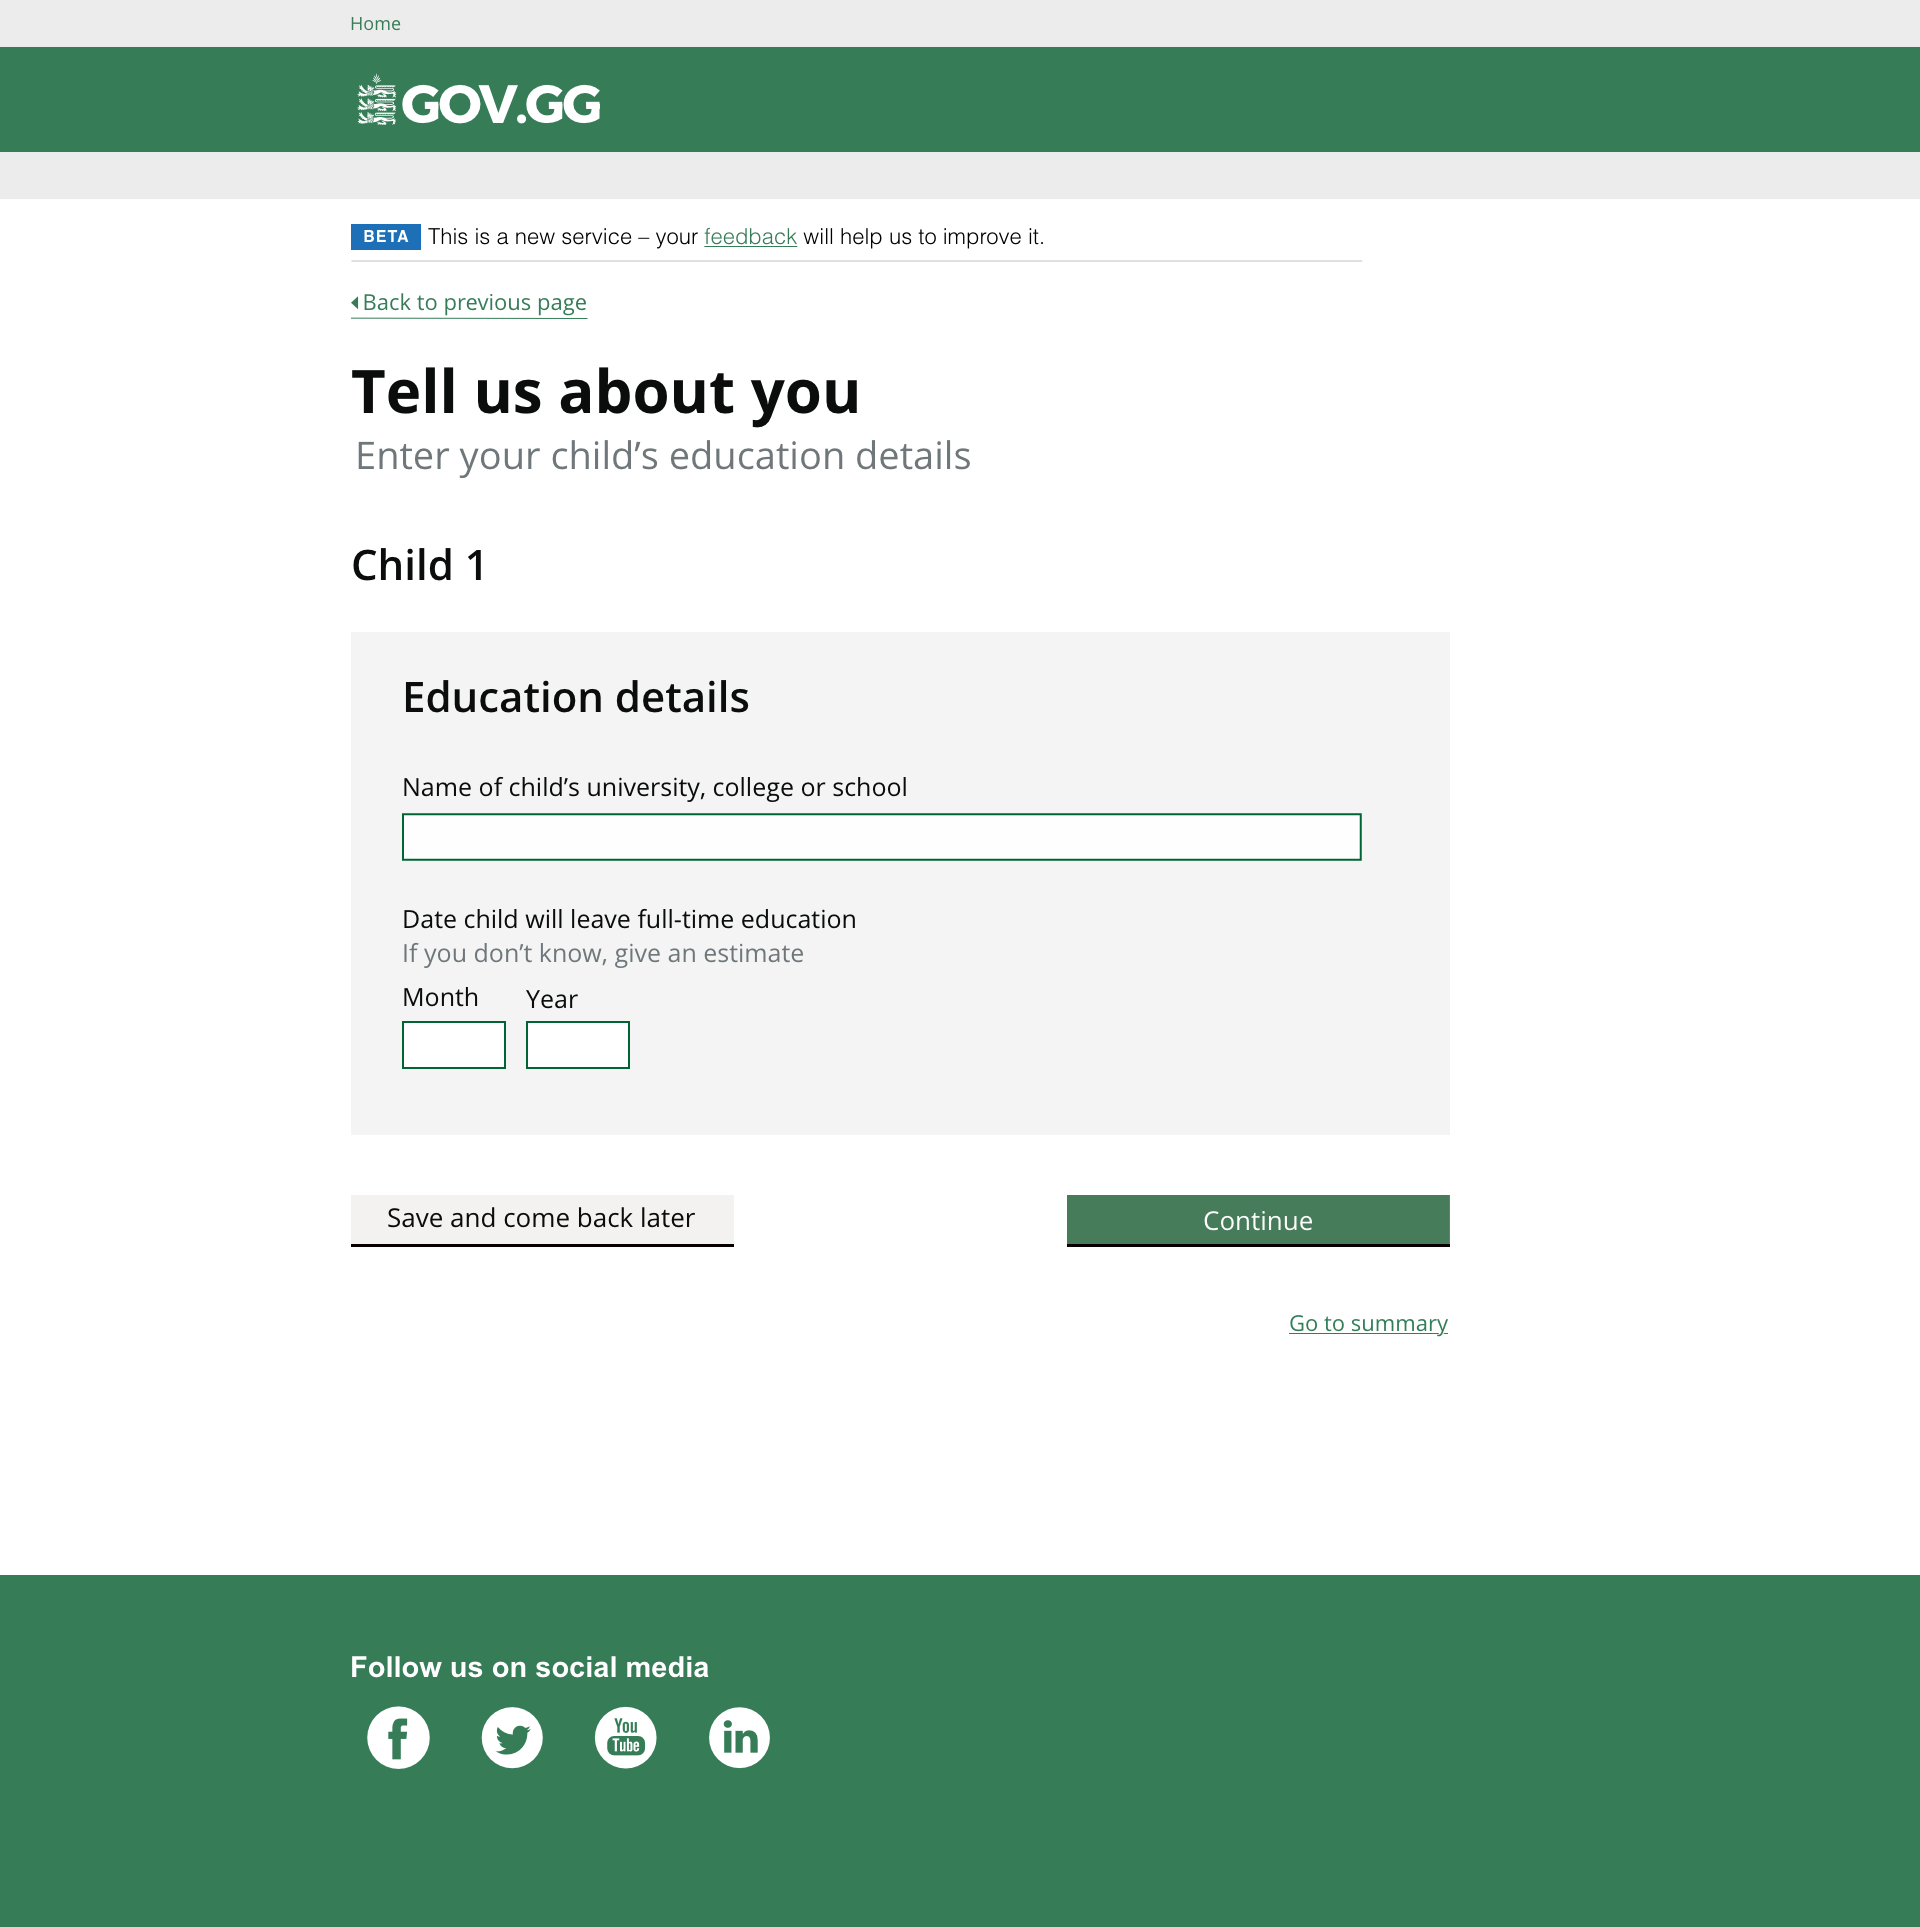 Home
GOV.GG
BETA This is a new service – your feedback will help us to improve it.
Back to previous page
Tell us about you
Enter your child’s education details
Child 1
Education details
Name of child’s university, college or school
Date child will leave full-time education
If you don’t know, give an estimate
Month Year
Save and come back later Continue
Go to summary
Follow us on social media
f You Tube in